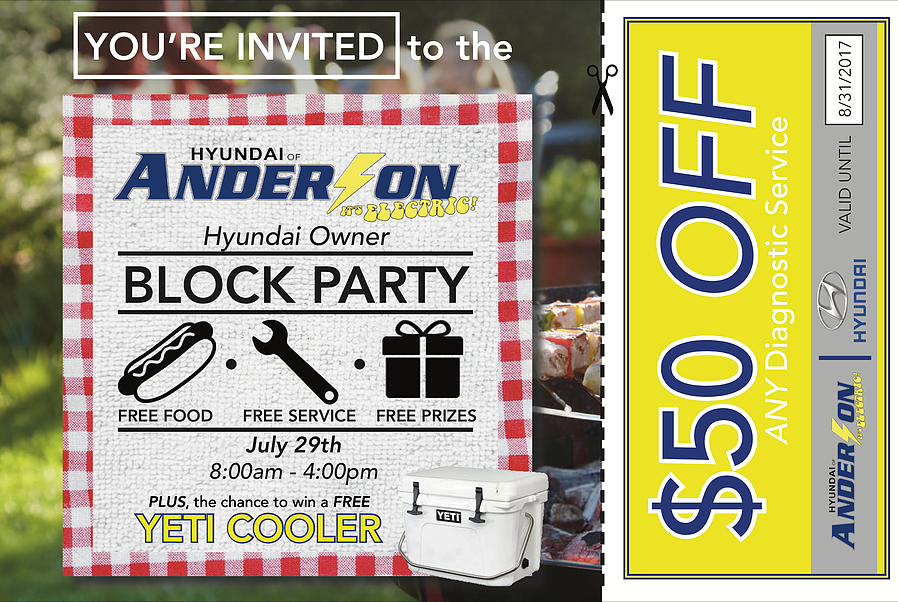 YOU'RE INVITED to the
HYUNDAI OF
ANDERSON
IT'S ELECTRIC!
Hyundai Owner
BLOCK PARTY
FREE FOOD • FREE SERVICE • FREE PRIZES
July 29th
8:00am - 4:00pm
PLUS, the chance to win a FREE
YETI COOLER
YETI
$50 OFF
ANY Diagnostic Service
HYUNDAI OF
ANDERSON
IT'S ELECTRIC!
HYUNDAI
VALID UNTIL 8/31/2017